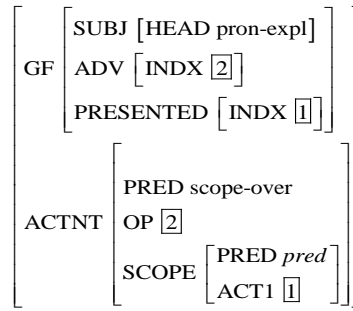 SUBJ [HEAD pron-expl]
GF ADV [INDX 2]
PRESENTED [INDX 1]
PRED scope-over
ACTNT OP 2
SCOPE [PRED pred
ACT1 1]